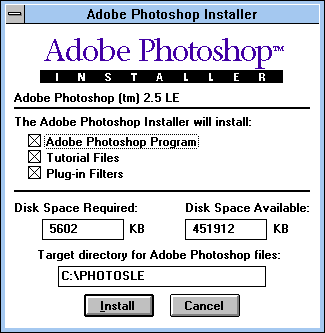 Adobe Photoshop Installer
Adobe Photoshop™
INSTALLER
Adobe Photoshop (tm) 2.5 LE
The Adobe Photoshop Installer will install:
Adobe Photoshop Program
Tutorial Files
Plug-in Filters
Disk Space Required: Disk Space Available:
5602 KB 451912 KB
Target directory for Adobe Photoshop files:
C:\PHOTOSLE
Install Cancel